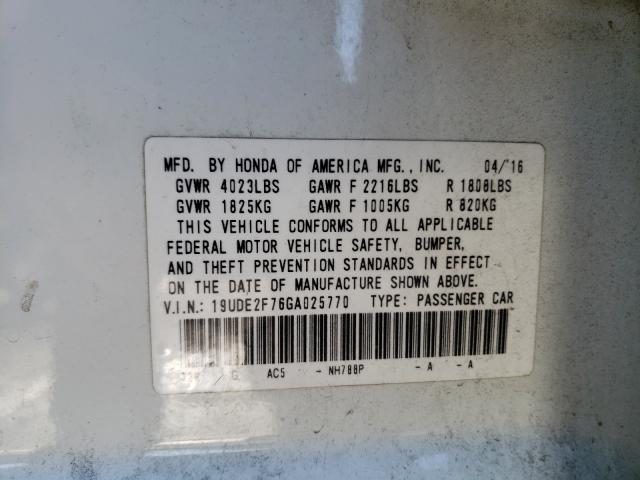 MFD. BY HONDA OF AMERICA MFG., INC. 04/'16
GVWR 4023LBS GAWR F 2216LBS R 1808LBS
GVWR 1825KG GAWR F 1005KG R 820KG
THIS VEHICLE CONFORMS TO ALL APPLICABLE
FEDERAL MOTOR VEHICLE SAFETY, BUMPER,
AND THEFT PREVENTION STANDARDS IN EFFECT
ON THE DATE OF MANUFACTURE SHOWN ABOVE.
V.I.N.: 19UDE2F76GA025770 TYPE: PASSENGER CAR
G AC5 - NH788P - A - A